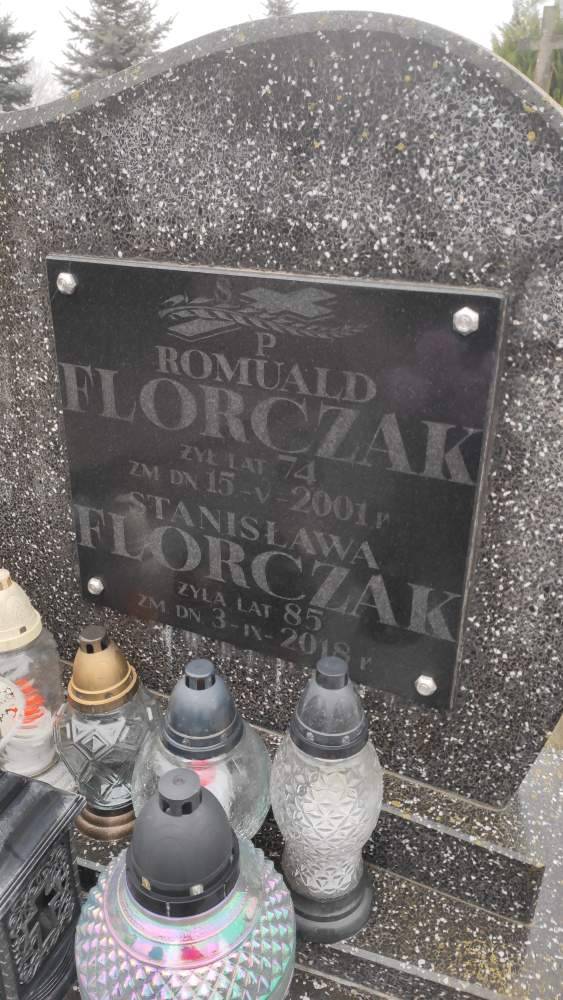 Ś P
ROMUALD
FLORCZAK
ŻYŁ LAT 74
ZM DN 15-V-2001 r
STANISŁAWA
FLORCZAK
ŻYŁA LAT 85
ZM DN 3-IX-2018 r